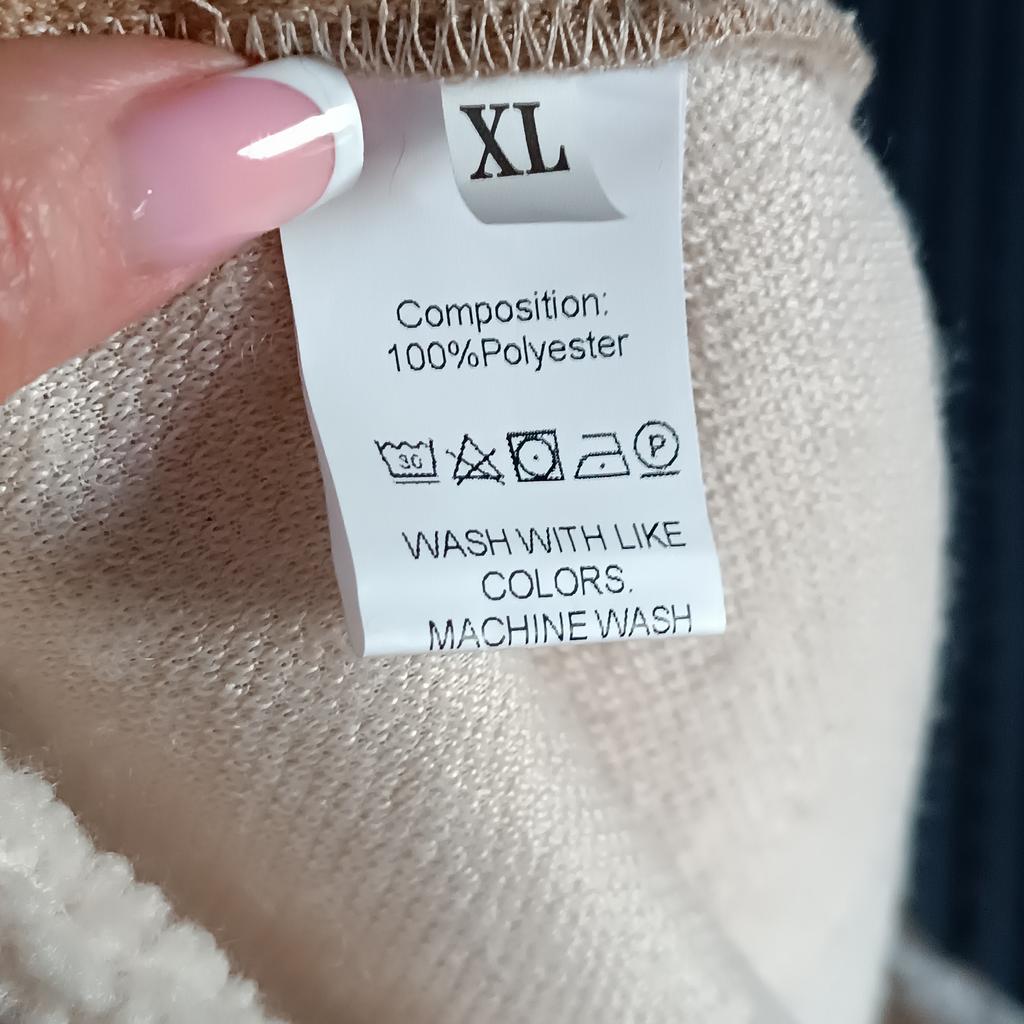 XL
Composition:
100%Polyester
30 P
WASH WITH LIKE
COLORS.
MACHINE WASH